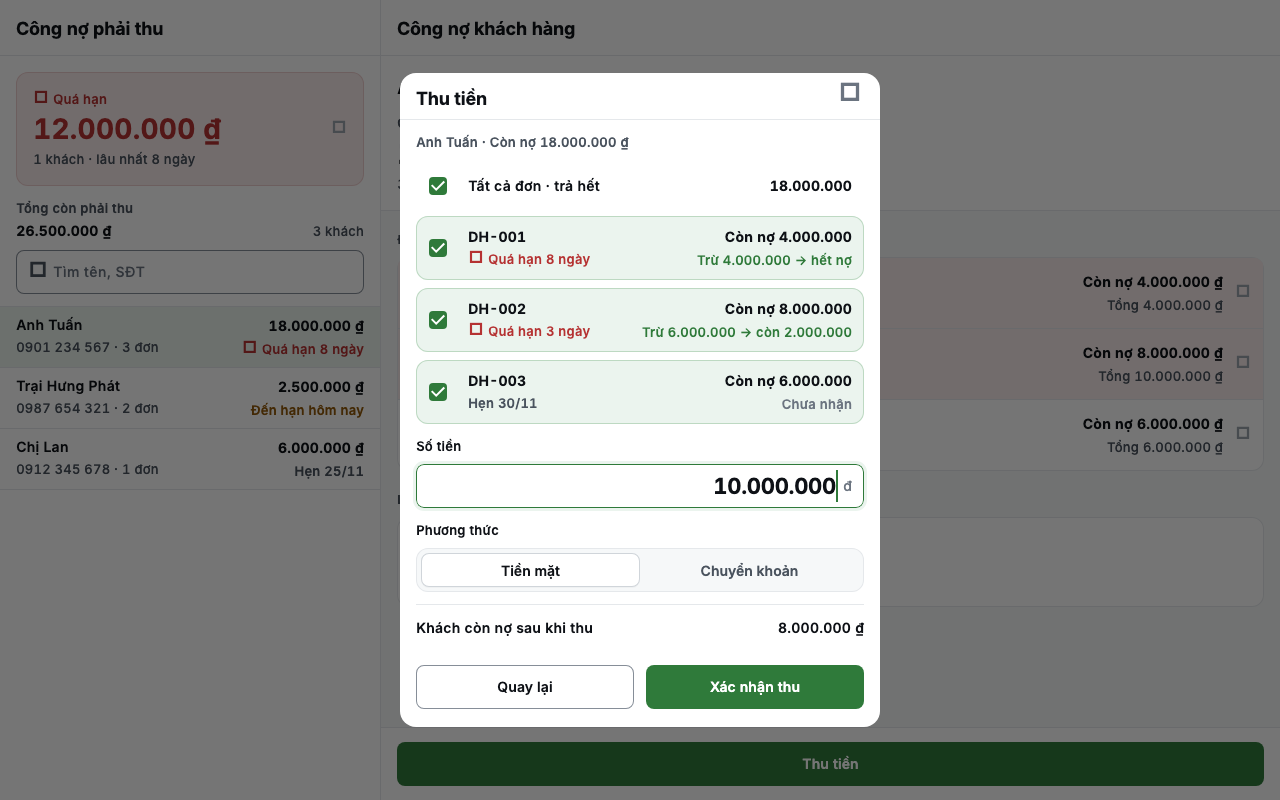 Công nợ phải thu
Quá hạn
12.000.000 ₫
1 khách · lâu nhất 8 ngày
Tổng còn phải thu
26.500.000 ₫
3 khách
Tìm tên, SĐT
Anh Tuấn
18.000.000 ₫
0901 234 567 · 3 đơn
Quá hạn 8 ngày
Trại Hưng Phát
2.500.000 ₫
0987 654 321 · 2 đơn
Đến hạn hôm nay
Chị Lan
6.000.000 ₫
0912 345 678 · 1 đơn
Hẹn 25/11
Công nợ khách hàng
Còn nợ 4.000.000 ₫
Tổng 4.000.000 ₫
Còn nợ 8.000.000 ₫
Tổng 10.000.000 ₫
Còn nợ 6.000.000 ₫
Tổng 6.000.000 ₫
Thu tiền
Thu tiền
Anh Tuấn · Còn nợ 18.000.000 ₫
Tất cả đơn · trả hết
18.000.000
DH-001
Còn nợ 4.000.000
Quá hạn 8 ngày
Trừ 4.000.000 → hết nợ
DH-002
Còn nợ 8.000.000
Quá hạn 3 ngày
Trừ 6.000.000 → còn 2.000.000
DH-003
Còn nợ 6.000.000
Hẹn 30/11
Chưa nhận
Số tiền
10.000.000 đ
Phương thức
Tiền mặt
Chuyển khoản
Khách còn nợ sau khi thu
8.000.000 ₫
Quay lại
Xác nhận thu